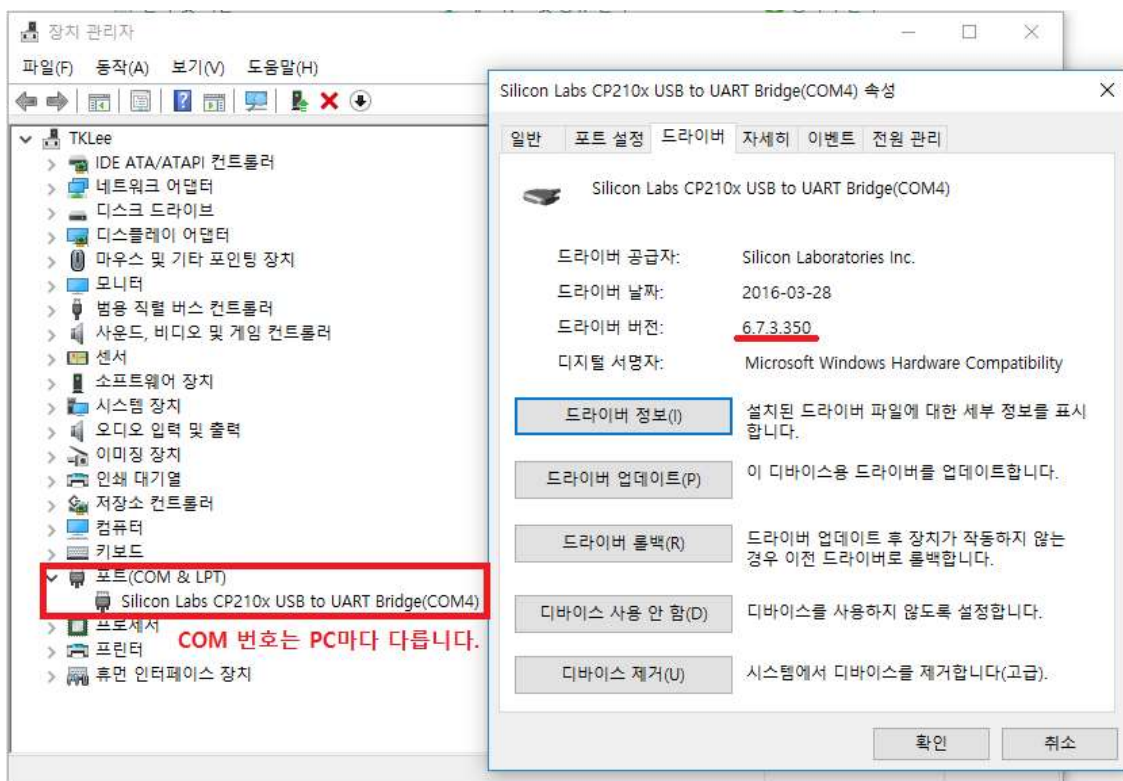 장치 관리자
파일(F) 동작(A) 보기(V) 도움말(H)
TKLee
IDE ATA/ATAPI 컨트롤러
네트워크 어댑터
디스크 드라이브
디스플레이 어댑터
마우스 및 기타 포인팅 장치
모니터
범용 직렬 버스 컨트롤러
사운드, 비디오 및 게임 컨트롤러
센서
소프트웨어 장치
시스템 장치
오디오 입력 및 출력
이미징 장치
인쇄 대기열
저장소 컨트롤러
컴퓨터
키보드
포트(COM & LPT)
Silicon Labs CP210x USB to UART Bridge(COM4)
프로세서
COM 번호는 PC마다 다릅니다.
프린터
휴먼 인터페이스 장치
Silicon Labs CP210x USB to UART Bridge(COM4) 속성
일반 포트 설정 드라이버 자세히 이벤트 전원 관리
Silicon Labs CP210x USB to UART Bridge(COM4)
드라이버 공급자: Silicon Laboratories Inc.
드라이버 날짜: 2016-03-28
드라이버 버전: 6.7.3.350
디지털 서명자: Microsoft Windows Hardware Compatibility
드라이버 정보(I) 설치된 드라이버 파일에 대한 세부 정보를 표시
합니다.
드라이버 업데이트(P) 이 디바이스용 드라이버를 업데이트합니다.
드라이버 롤백(R) 드라이버 업데이트 후 장치가 작동하지 않는
경우 이전 드라이버로 롤백합니다.
디바이스 사용 안 함(D) 디바이스를 사용하지 않도록 설정합니다.
디바이스 제거(U) 시스템에서 디바이스를 제거합니다(고급).
확인 취소